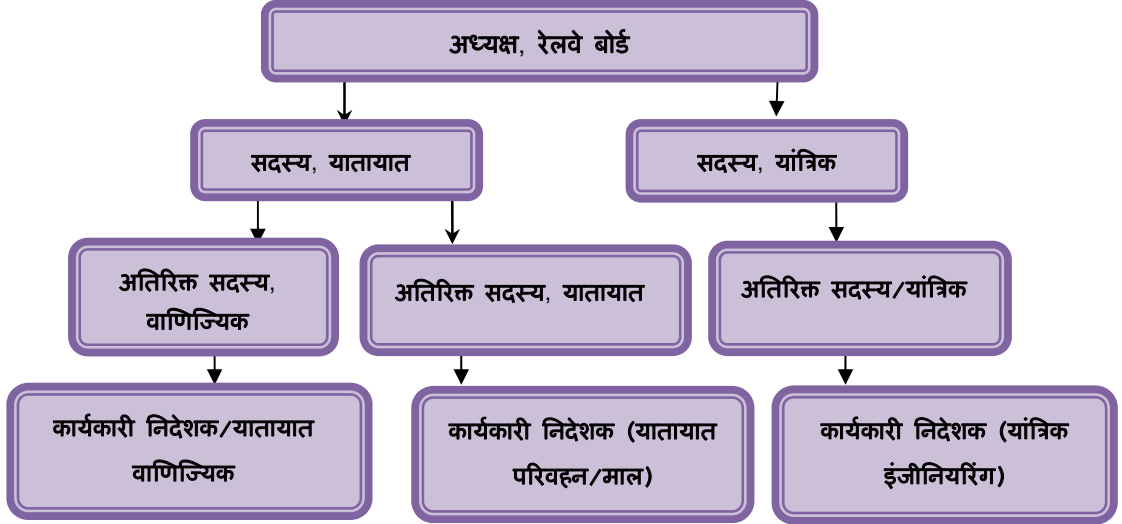 अध्यक्ष, रेलवे बोर्ड
सदस्य, यातायात
सदस्य, यांत्रिक
अतिरिक्त सदस्य,
वाणिज्यिक
अतिरिक्त सदस्य, यातायात
अतिरिक्त सदस्य/यांत्रिक
कार्यकारी निदेशक/यातायात
वाणिज्यिक
कार्यकारी निदेशक (यातायात
परिवहन/माल)
कार्यकारी निदेशक (यांत्रिक
इंजीनियरिंग)